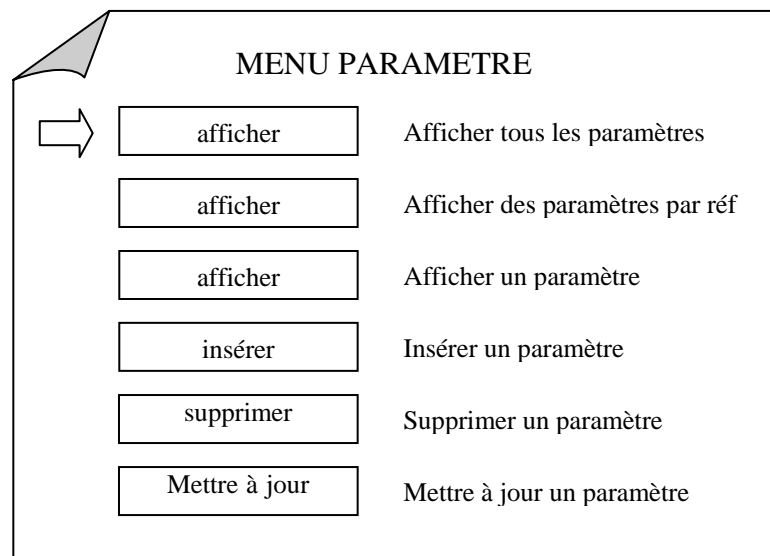 MENU PARAMETRE
afficher Afficher tous les paramètres
afficher Afficher des paramètres par réf
afficher Afficher un paramètre
insérer Insérer un paramètre
supprimer Supprimer un paramètre
Mettre à jour Mettre à jour un paramètre